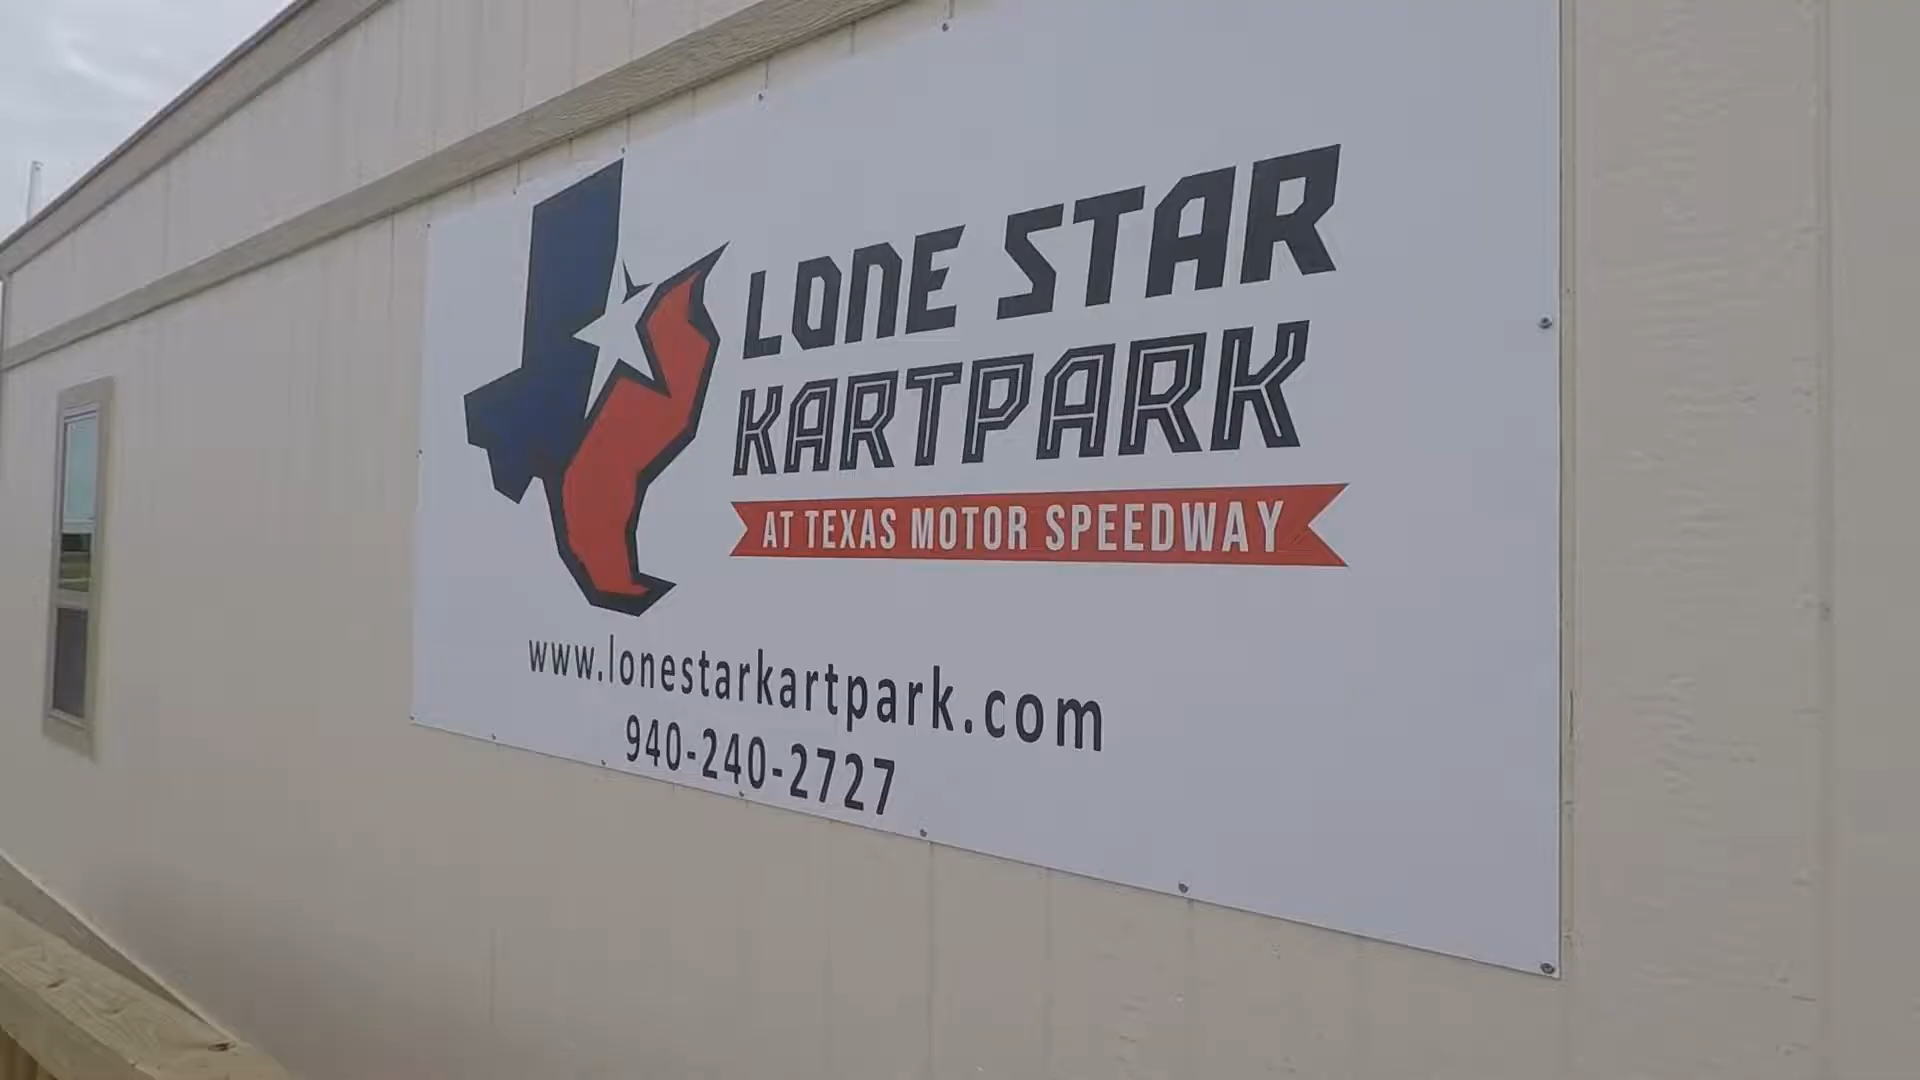 LONE STAR
KARTPARK
AT TEXAS MOTOR SPEEDWAY
www.lonestarkartpark.com
940-240-2727